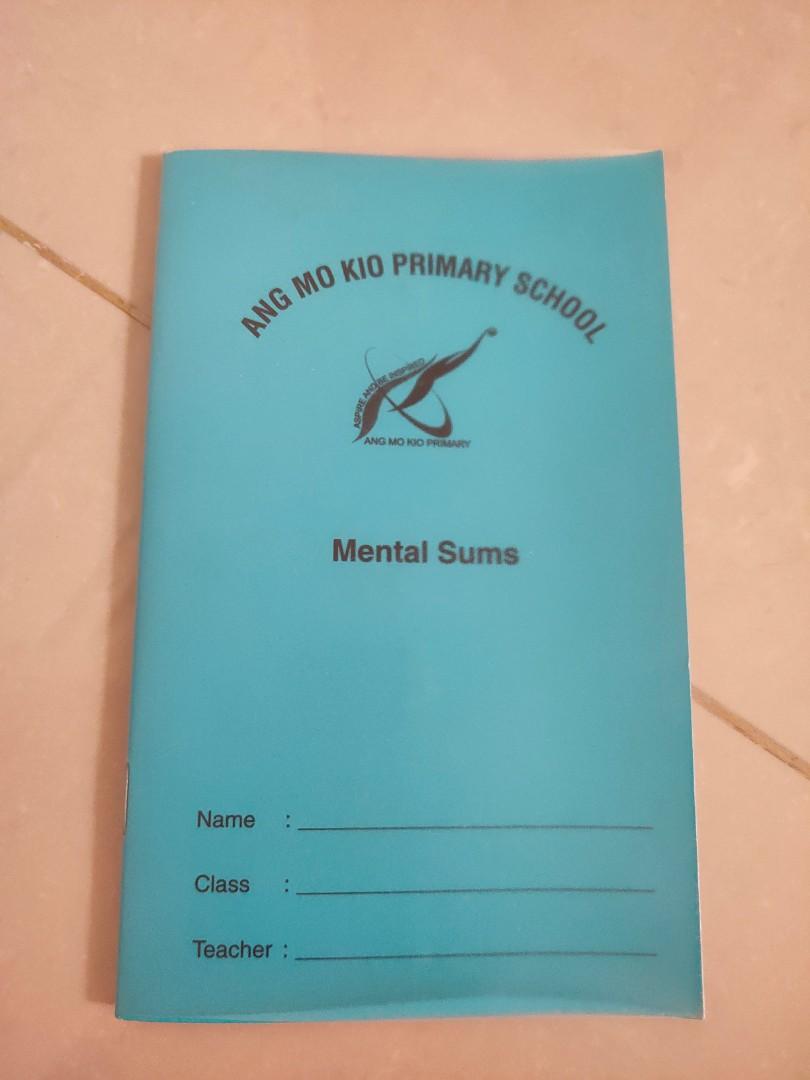 ANG MO KIO PRIMARY SCHOOL
ASPIRE AND BE INSPIRED
ANG MO KIO PRIMARY
Mental Sums
Name :
Class :
Teacher :